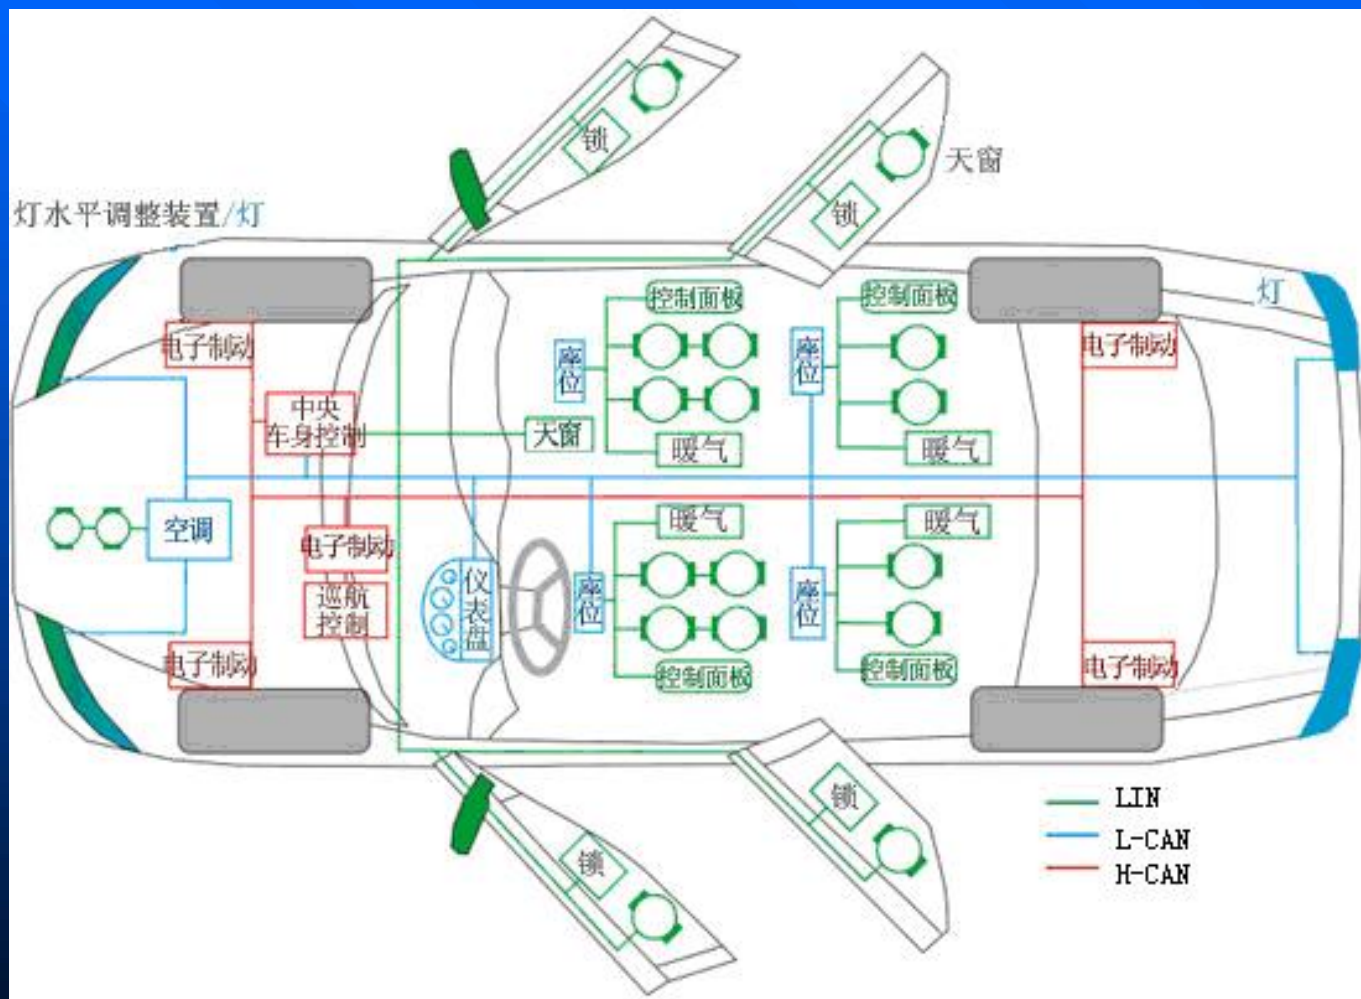 锁
锁
天窗
灯水平调整装置/灯
灯
控制面板
控制面板
电子制动
座位
座位
电子制动
中央
车身控制
天窗
暖气
暖气
空调
电子制动
巡航
控制
仪表盘
暖气
暖气
座位
座位
控制面板
控制面板
电子制动
电子制动
锁
锁
LIN
L-CAN
H-CAN